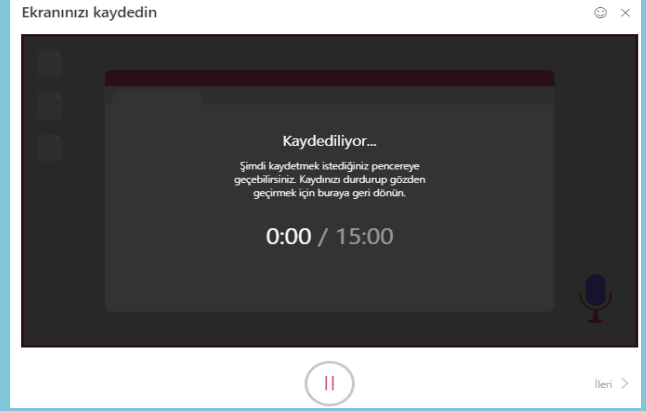 Ekranınızı kaydedin
Kaydediliyor...
Şimdi kaydetmek istediğiniz pencereye
geçebilirsiniz. Kaydınızı durdurup gözden
geçirmek için buraya geri dönün.
0:00 / 15:00
İleri